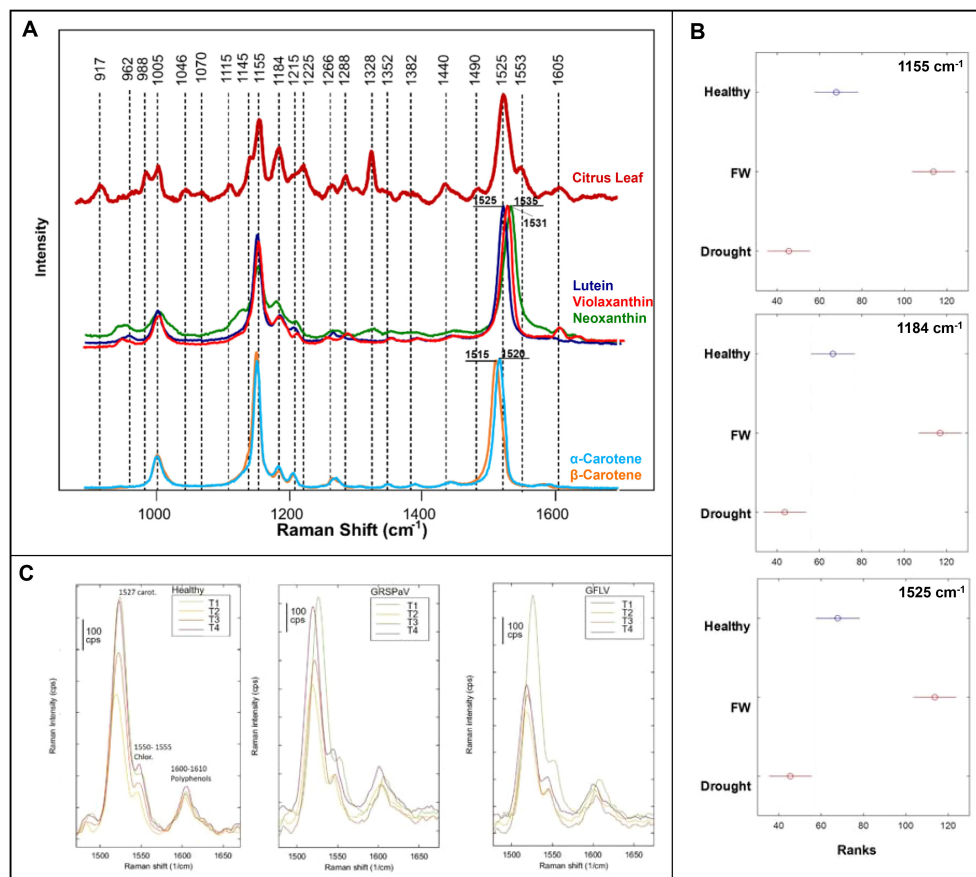 A
917
962
988
1005
1046
1070
1115
1145
1155
1184
1215
1225
1266
1288
1328
1352
1382
1440
1490
1525
1553
1605
Citrus Leaf
1525
1535
1531
Lutein
Violaxanthin
Neoxanthin
1515
1520
α-Carotene
β-Carotene
Intensity
1000 1200 1400 1600
Raman Shift (cm-1)
B
1155 cm-1
Healthy
FW
Drought
40 60 80 100 120
1184 cm-1
Healthy
FW
Drought
40 60 80 100 120
1525 cm-1
Healthy
FW
Drought
40 60 80 100 120
Ranks
C
1527 carot.
Healthy
T1
T2
T3
T4
100
cps
1550- 1555
Chlor.
1600-1610
Polyphenols
Raman Intensity (cps)
1500 1550 1600 1650
Raman shift (1/cm)
GRSPaV
T1
T2
T3
T4
100
cps
Raman intensity (cps)
1500 1550 1600 1650
Raman shift (1/cm)
GFLV
T1
T2
T3
T4
100
cps
Raman intensity (cps)
1500 1550 1600 1650
Raman shift (1/cm)